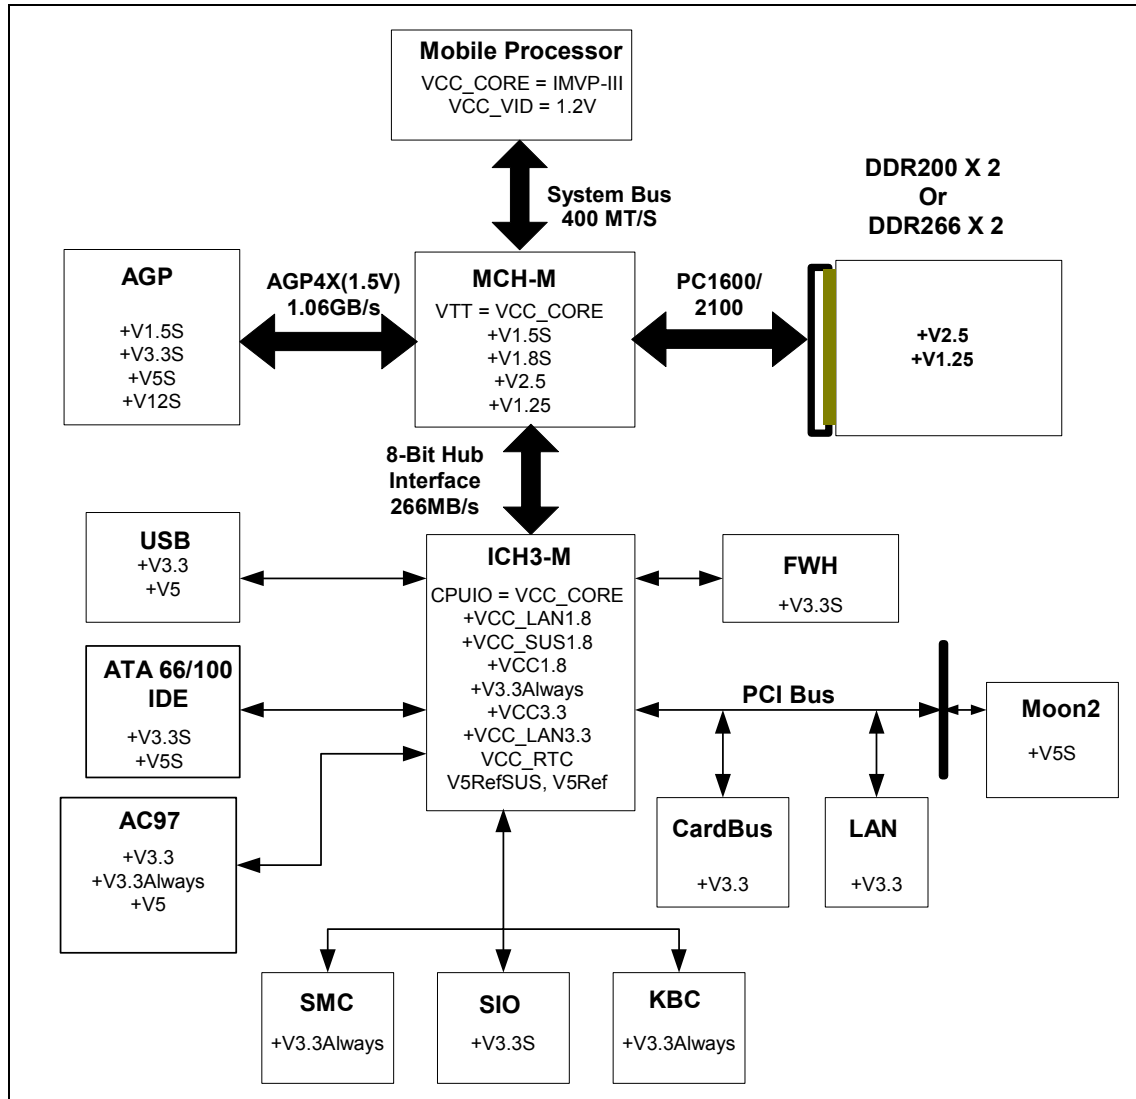 Mobile Processor
VCC_CORE = IMVP-III
VCC_VID = 1.2V
System Bus
400 MT/S
DDR200 X 2
Or
DDR266 X 2
AGP
+V1.5S
+V3.3S
+V5S
+V12S
AGP4X(1.5V)
1.06GB/s
MCH-M
VTT = VCC_CORE
+V1.5S
+V1.8S
+V2.5
+V1.25
PC1600/
2100
+V2.5
+V1.25
8-Bit Hub
Interface
266MB/s
USB
+V3.3
+V5
ICH3-M
CPUIO = VCC_CORE
+VCC_LAN1.8
+VCC_SUS1.8
+VCC1.8
+V3.3Always
+VCC3.3
+VCC_LAN3.3
VCC_RTC
V5RefSUS, V5Ref
FWH
+V3.3S
ATA 66/100
IDE
+V3.3S
+V5S
PCI Bus
Moon2
+V5S
AC97
+V3.3
+V3.3Always
+V5
CardBus
+V3.3
LAN
+V3.3
SMC
+V3.3Always
SIO
+V3.3S
KBC
+V3.3Always